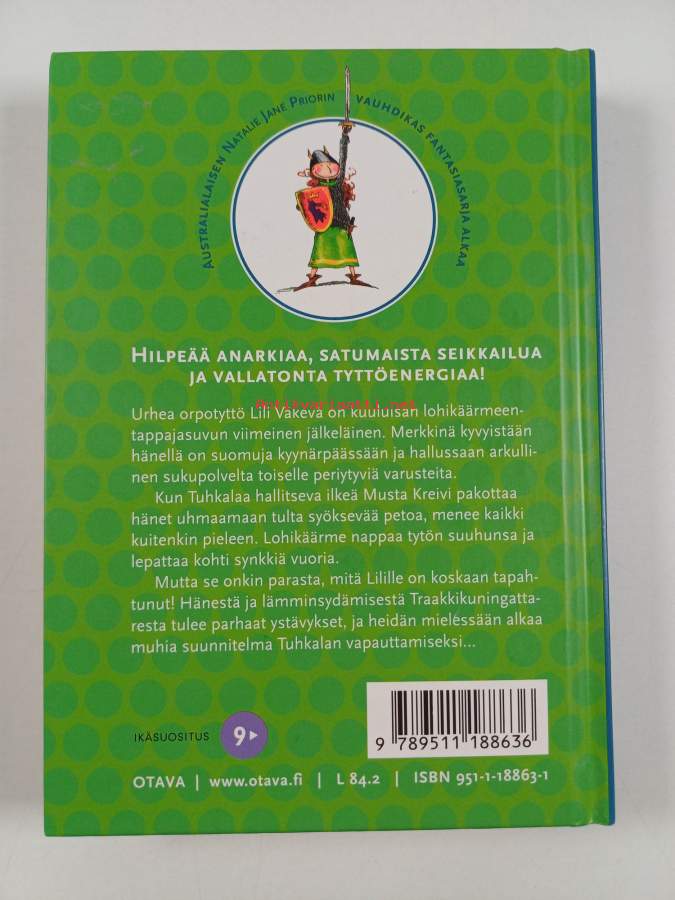 AUSTRALIALAISEN NATALIE JANE PRIORIN VAUHDIKAS FANTASIASARJA ALKAA
HILPEÄÄ ANARKIAA, SATUMAISTA SEIKKAILUA
JA VALLATONTA TYTTÖENERGIAA!
Antikvariaatti.net
Urhea orpotyttö Lili Väkevä on kuuluisan lohikäärmeen-
tappajasuvun viimeinen jälkeläinen. Merkkinä kyvyistään
hänellä on suomuja kyynärpäässään ja hallussaan arkulli-
nen sukupolvelta toiselle periytyviä varusteita.
Kun Tuhkalaa hallitseva ilkeä Musta Kreivi pakottaa
hänet uhmaamaan tulta syöksevää petoa, menee kaikki
kuitenkin pieleen. Lohikäärme nappaa tytön suuhunsa ja
lepattaa kohti synkkiä vuoria.
Mutta se onkin parasta, mitä Lilille on koskaan tapah-
tunut! Hänestä ja lämminsydämisestä Traakkikuningatta-
resta tulee parhaat ystävykset, ja heidän mielessään alkaa
muhia suunnitelma Tuhkalan vapauttamiseksi...
IKÄSUOSITUS 9
9 789511 188636
OTAVA | www.otava.fi | L 84.2 | ISBN 951-1-18863-1